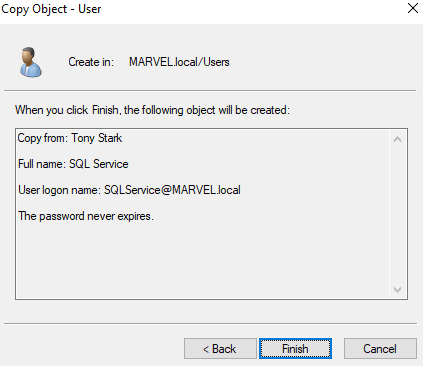 Copy Object - User
Create in: MARVEL.local/Users
When you click Finish, the following object will be created:
Copy from: Tony Stark
Full name: SQL Service
User logon name: SQLService@MARVEL.local
The password never expires.
< Back Finish Cancel